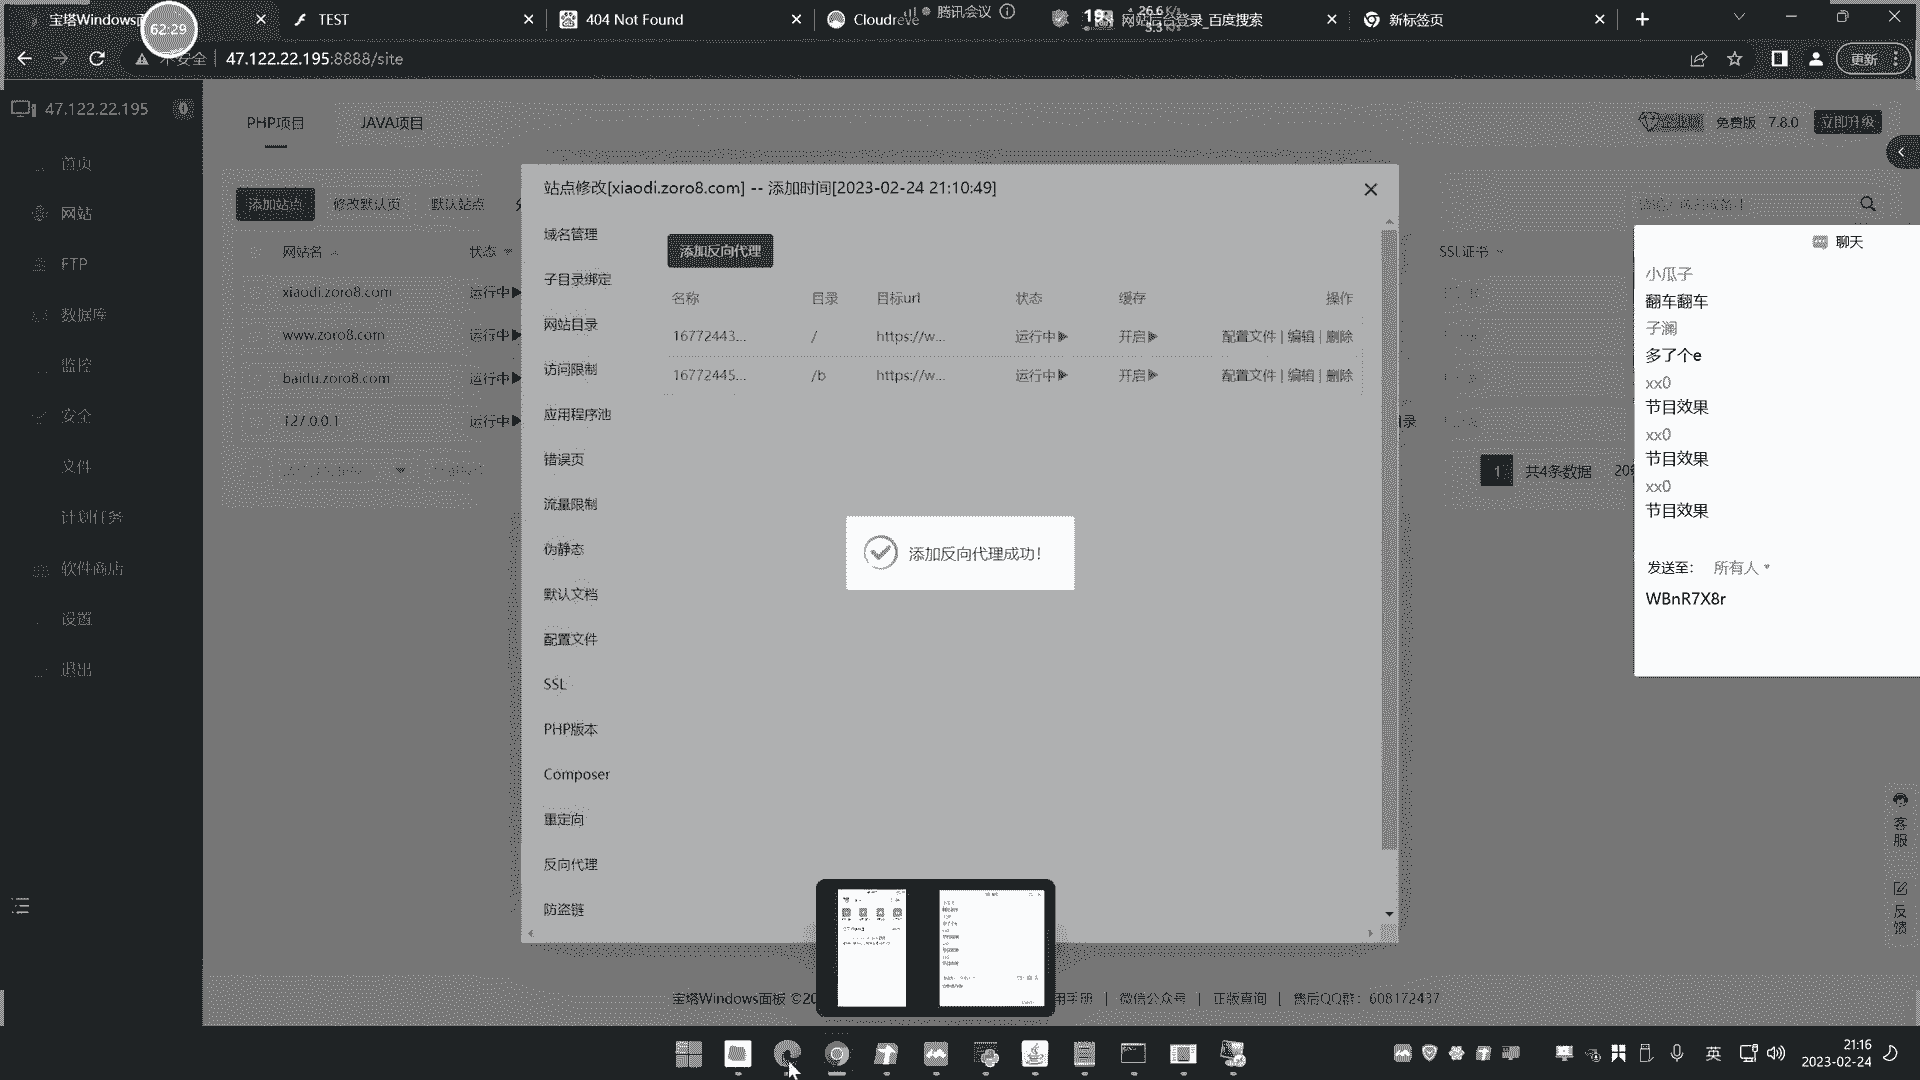 宝塔Windows
62:29
TEST
404 Not Found
Cloudreve
腾讯会议
19
26.6 K/s
3.3 K/s
网站后台登录_百度搜索
新标签页
不安全
47.122.22.195:8888/site
更新
47.122.22.195
0
首页
网站
FTP
数据库
监控
安全
文件
计划任务
软件商店
设置
退出
PHP项目
JAVA项目
企业版
免费版
7.8.0
立即升级
添加站点
修改默认页
默认站点
网站名
状态
SSL证书
xiaodi.zoro8.com
运行中
www.zoro8.com
运行中
baidu.zoro8.com
运行中
127.0.0.1
运行中
录
1
共4条数据
站点修改[xiaodi.zoro8.com] -- 添加时间[2023-02-24 21:10:49]
域名管理
子目录绑定
网站目录
访问限制
应用程序池
错误页
流量限制
伪静态
默认文档
配置文件
SSL
PHP版本
Composer
重定向
反向代理
防盗链
添加反向代理
名称
目录
目标url
状态
缓存
操作
16772443...
/
https://w...
运行中
开启
配置文件 | 编辑 | 删除
16772445...
/b
https://w...
运行中
开启
配置文件 | 编辑 | 删除
添加反向代理成功!
聊天
小瓜子
翻车翻车
子澜
多了个e
xx0
节目效果
xx0
节目效果
xx0
节目效果
发送至:
所有人
WBnR7X8r
客服
反馈
宝塔Windows面板 ©20
用手册 | 微信公众号 | 正版查询 | 售后QQ群: 608172437
英
21:16
2023-02-24